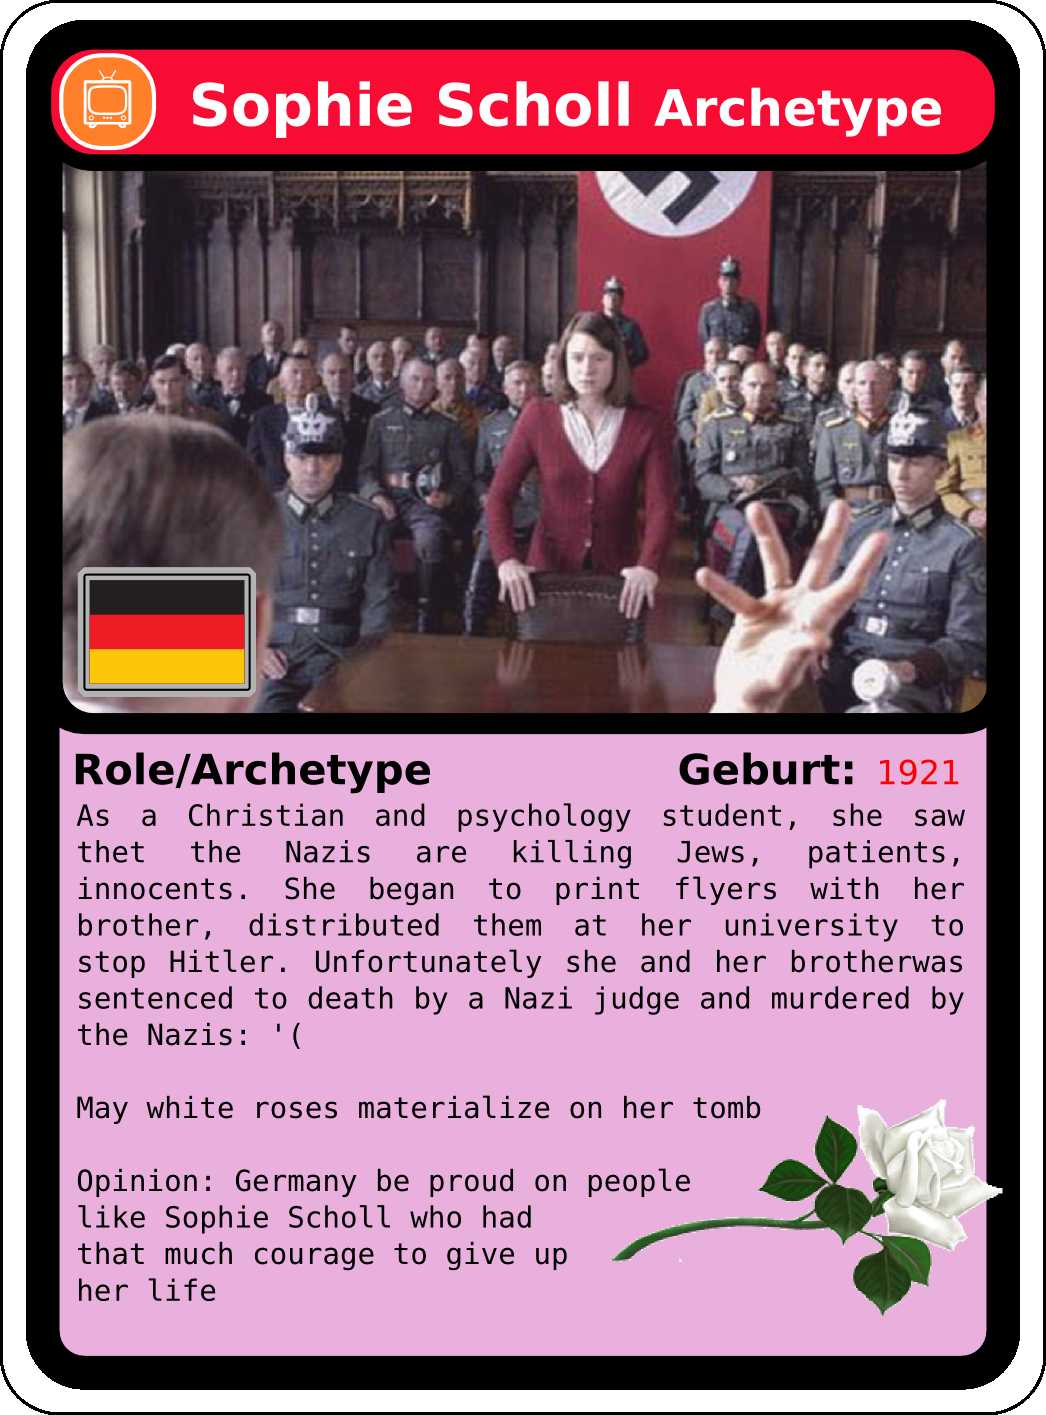 Sophie Scholl Archetype
Role/Archetype Geburt: 1921
As a Christian and psychology student, she saw
thet the Nazis are killing Jews, patients,
innocents. She began to print flyers with her
brother, distributed them at her university to
stop Hitler. Unfortunately she and her brotherwas
sentenced to death by a Nazi judge and murdered by
the Nazis: '(
May white roses materialize on her tomb
Opinion: Germany be proud on people
like Sophie Scholl who had
that much courage to give up
her life